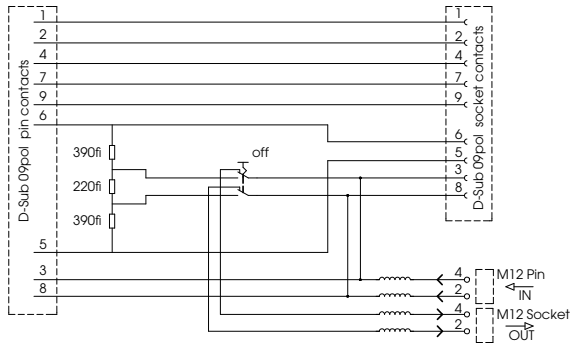 D-Sub 09pol pin contacts
1
2
4
7
9
6
5
3
8
390fi
220fi
390fi
off
1
2
4
7
9
6
5
3
8
D-Sub 09pol socket contacts
4
2
M12 Pin
IN
4
2
M12 Socket
OUT